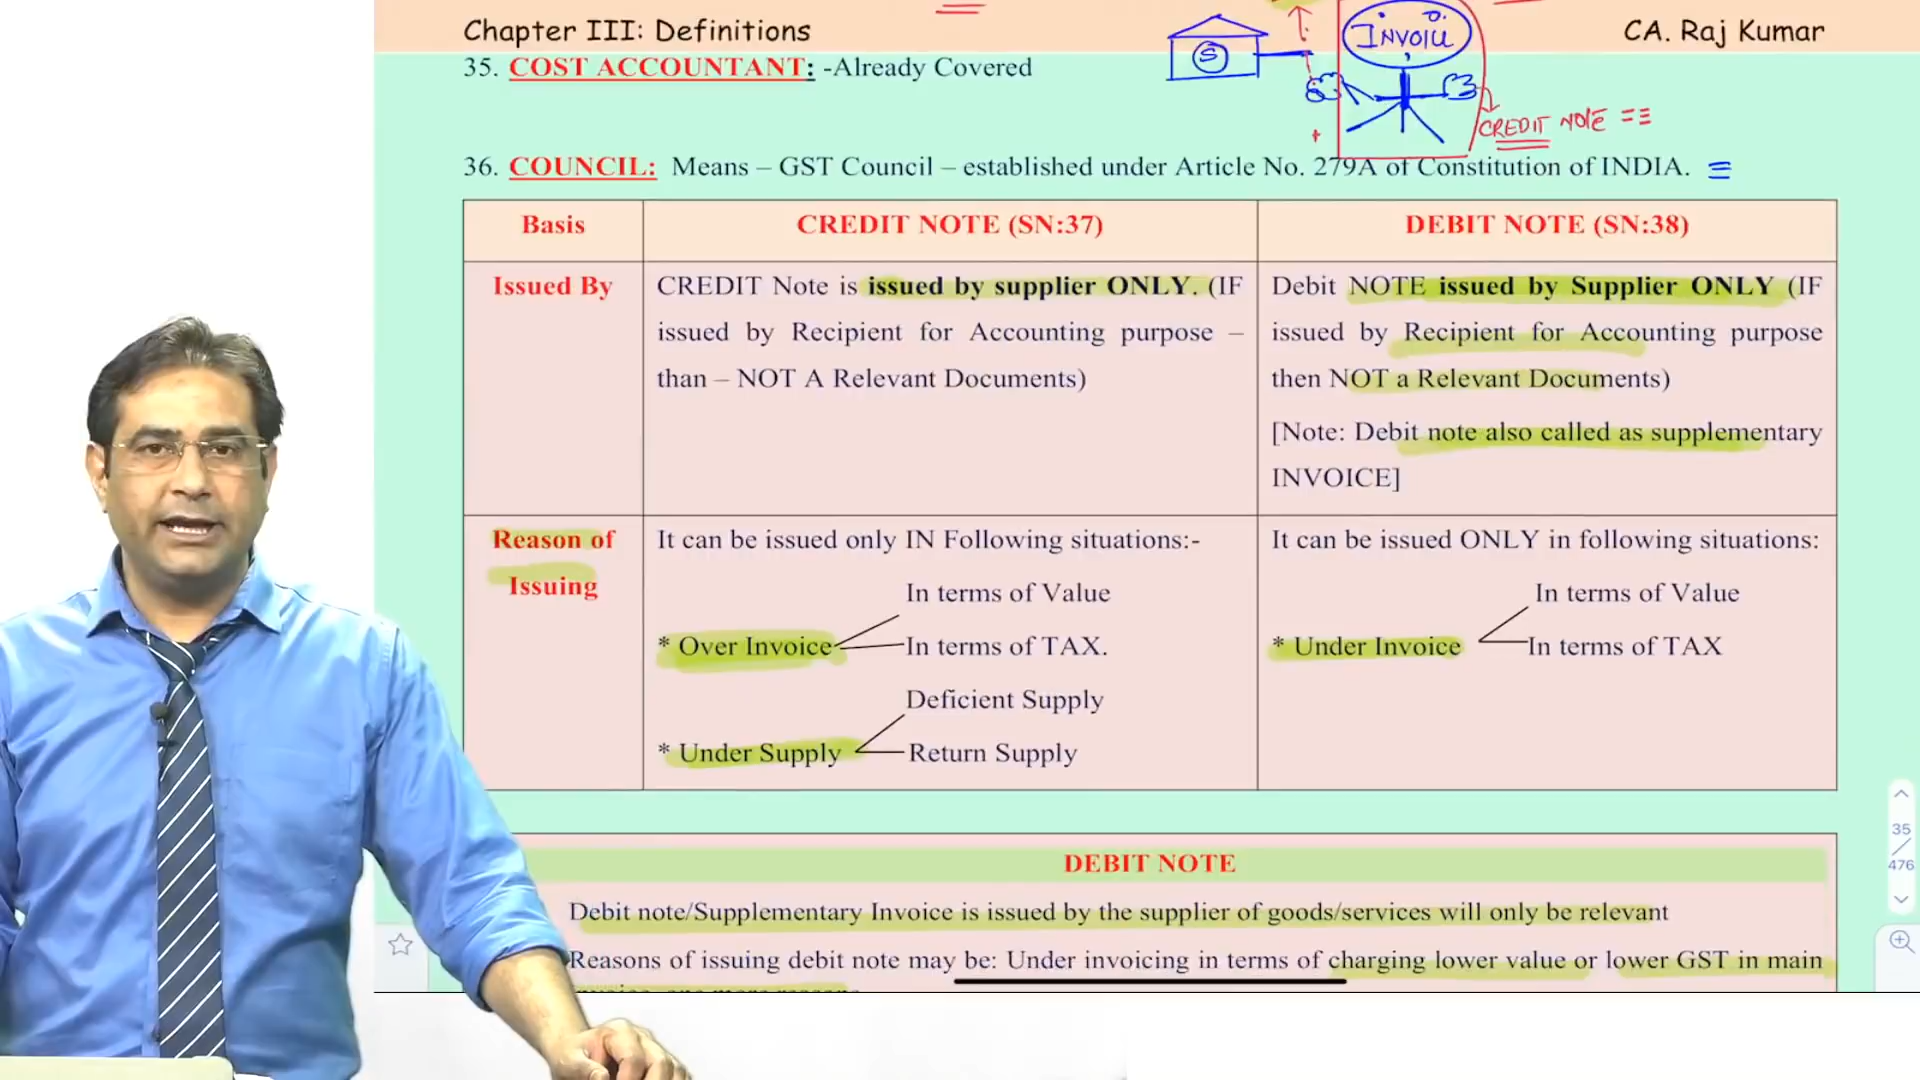 Chapter III: Definitions
CA. Raj Kumar
INVOICE
S
35. COST ACCOUNTANT: -Already Covered
CREDIT NOTE
36. COUNCIL: Means – GST Council – established under Article No. 279A of Constitution of INDIA.
Basis
CREDIT NOTE (SN:37)
DEBIT NOTE (SN:38)
Issued By
CREDIT Note is issued by supplier ONLY. (IF
issued by Recipient for Accounting purpose –
than – NOT A Relevant Documents)
Debit NOTE issued by Supplier ONLY (IF
issued by Recipient for Accounting purpose
then NOT a Relevant Documents)
[Note: Debit note also called as supplementary
INVOICE]
Reason of
Issuing
It can be issued only IN Following situations:-
In terms of Value
* Over Invoice
In terms of TAX.
Deficient Supply
* Under Supply
Return Supply
It can be issued ONLY in following situations:
In terms of Value
* Under Invoice
In terms of TAX
35
476
DEBIT NOTE
Debit note/Supplementary Invoice is issued by the supplier of goods/services will only be relevant
Reasons of issuing debit note may be: Under invoicing in terms of charging lower value or lower GST in main